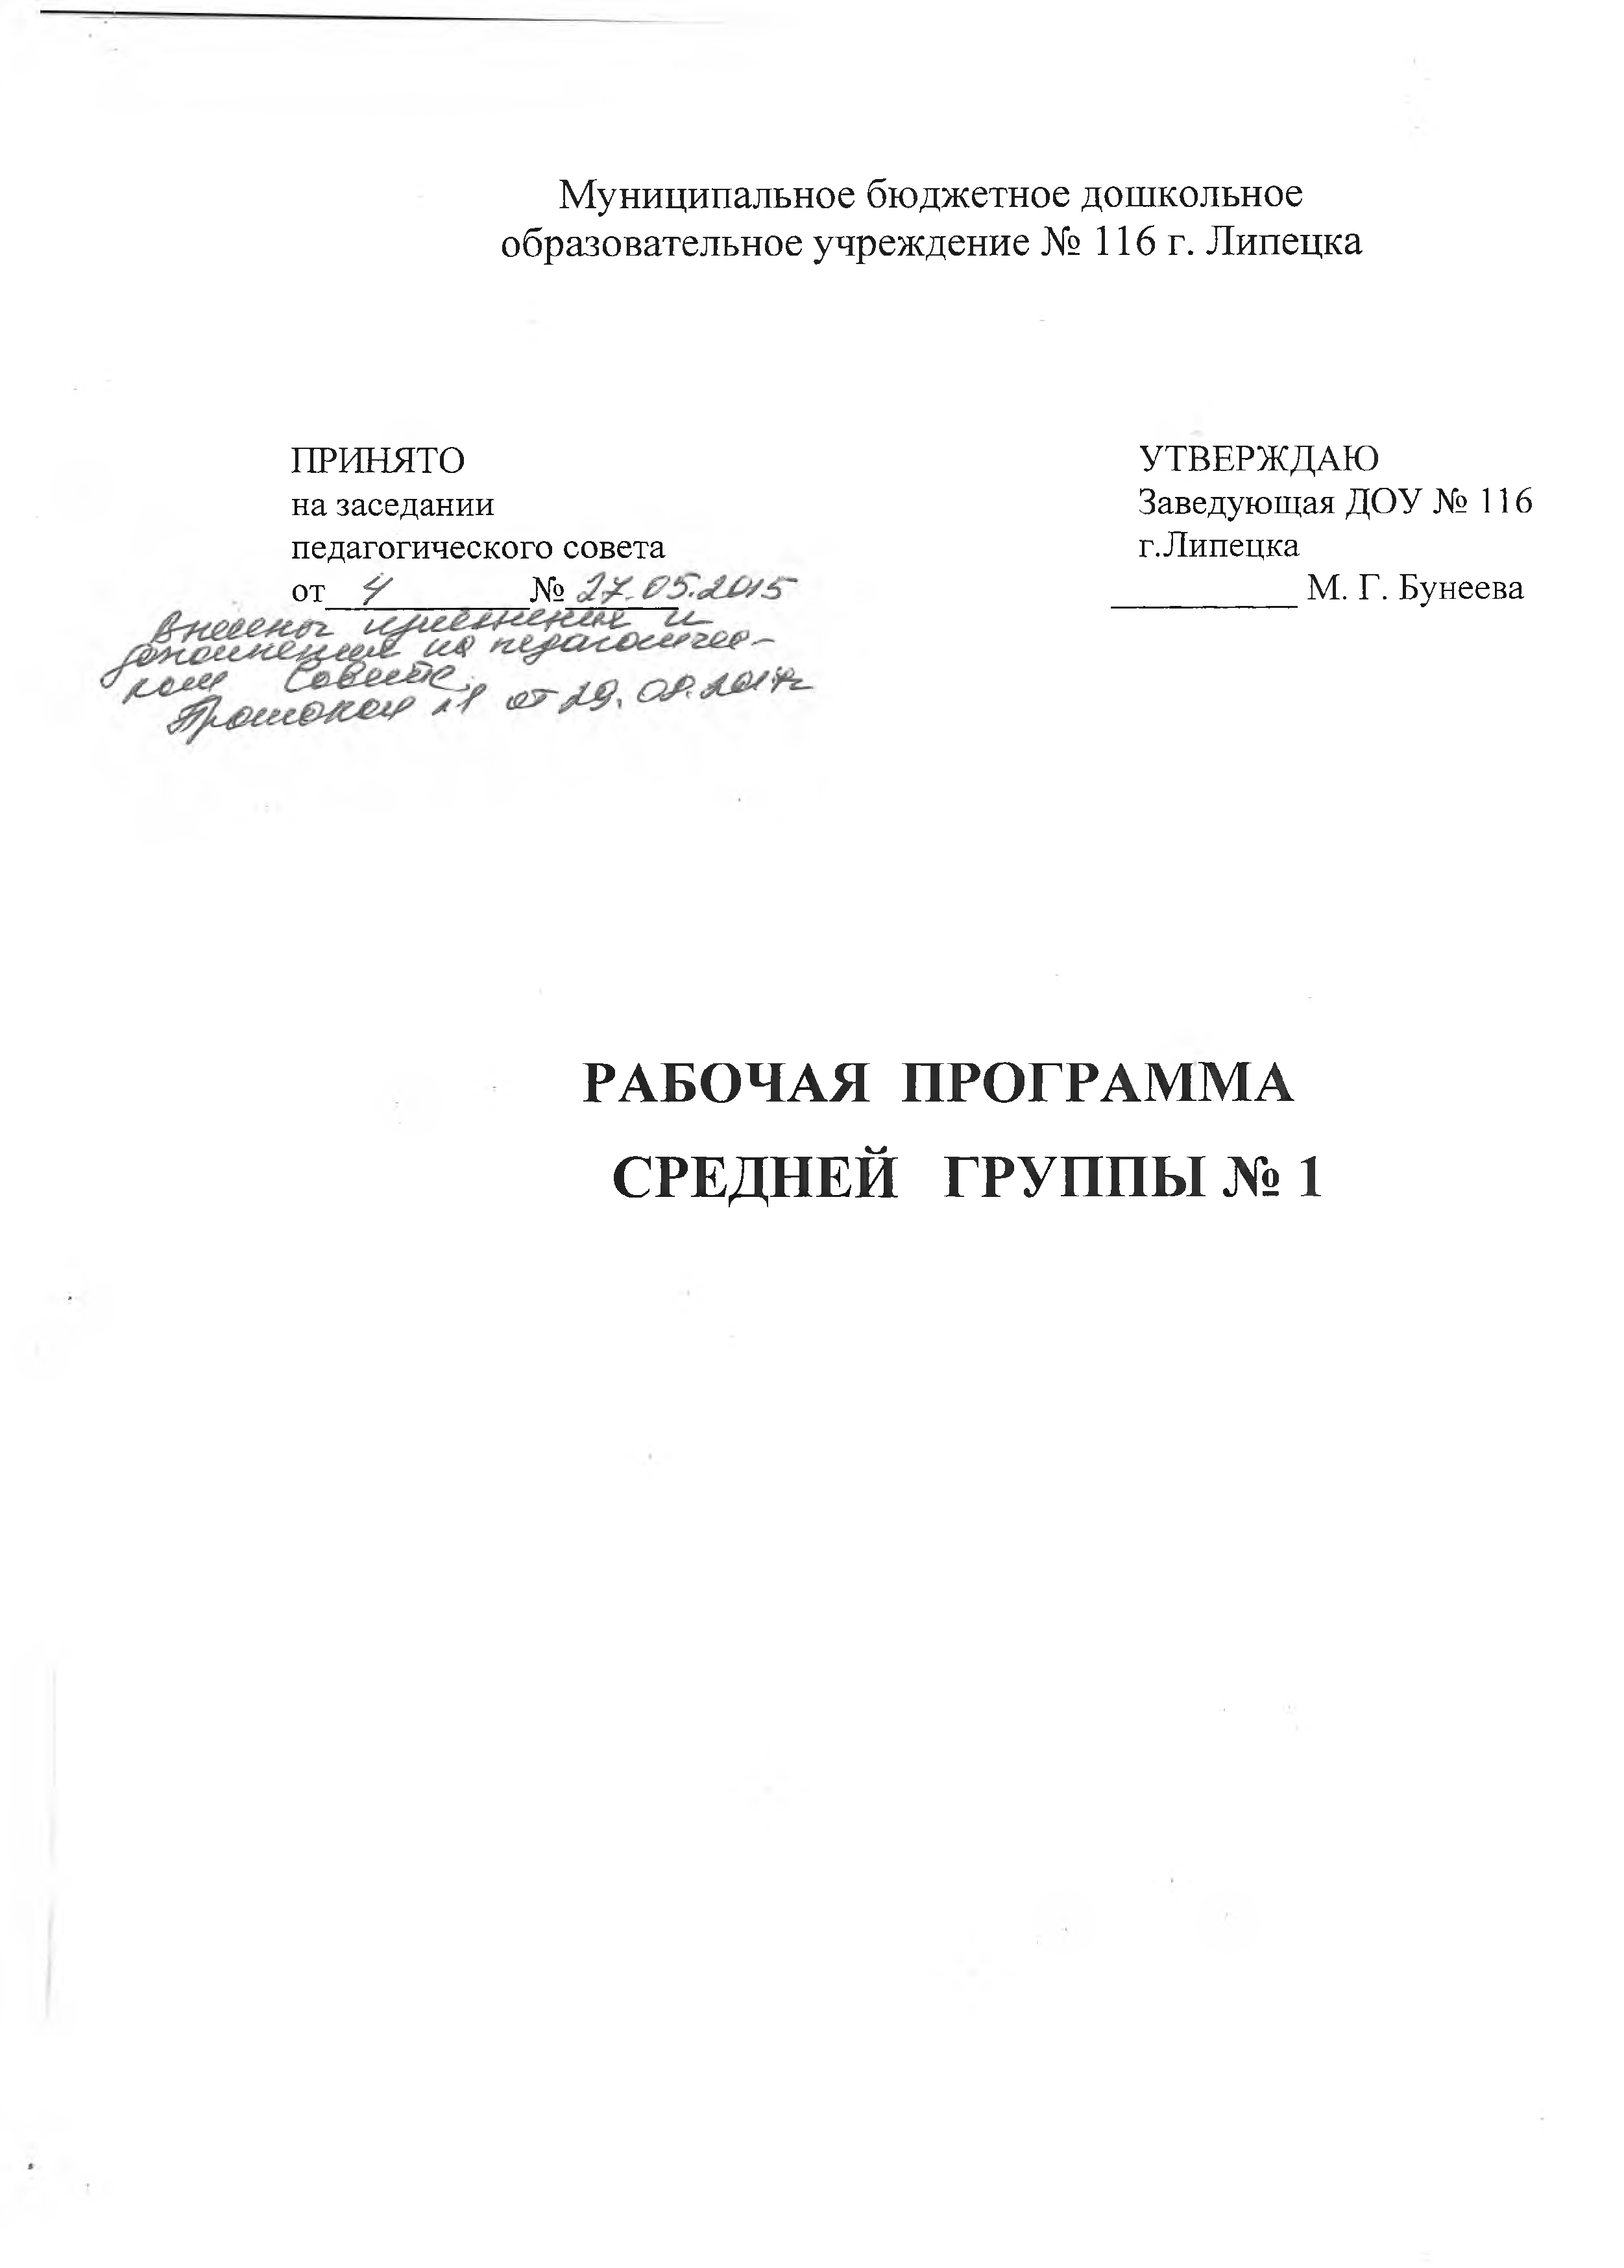 Муниципальное бюджетное дошкольное
образовательное учреждение № 116 г. Липецка
ПРИНЯТО
на заседании
педагогического совета
от 4 № 27.05.2015
Внесены изменения и
дополнения на педагогичес-
ком совете.
Протокол №1 от 29.08.2017г
УТВЕРЖДАЮ
Заведующая ДОУ № 116
г.Липецка
М. Г. Бунеева
РАБОЧАЯ ПРОГРАММА
СРЕДНЕЙ ГРУППЫ № 1